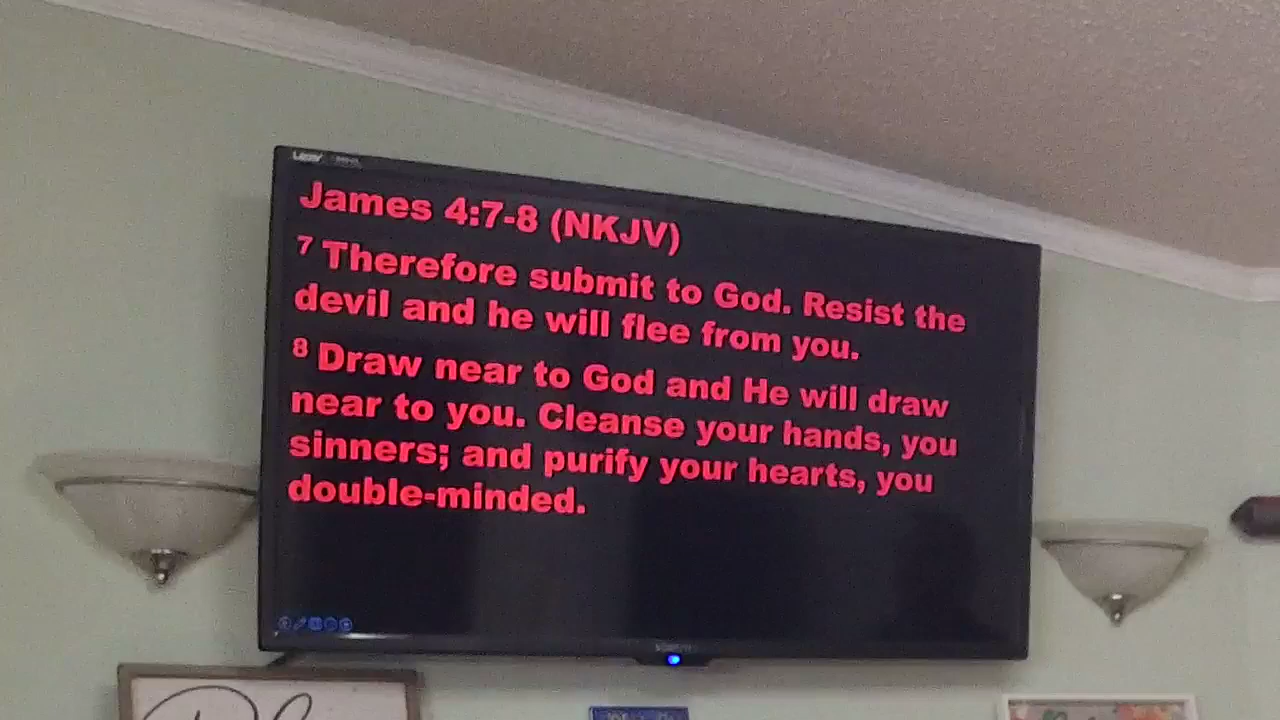 James 4:7-8 (NKJV)
7 Therefore submit to God. Resist the
devil and he will flee from you.
8 Draw near to God and He will draw
near to you. Cleanse your hands, you
sinners; and purify your hearts, you
double-minded.